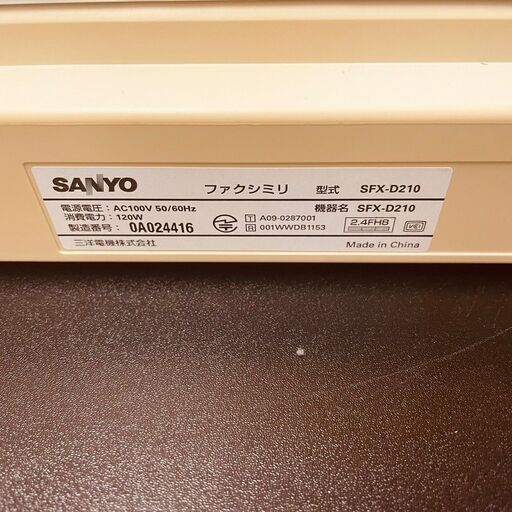 SANYO ファクシミリ 型式 SFX-D210
電源電圧：AC100V 50/60Hz 機器名 SFX-D210
消費電力：120W T A09-0287001 2.4FH8
製造番号： 0A024416 R 001WWDB1153 VCCI
三洋電機株式会社 Made in China